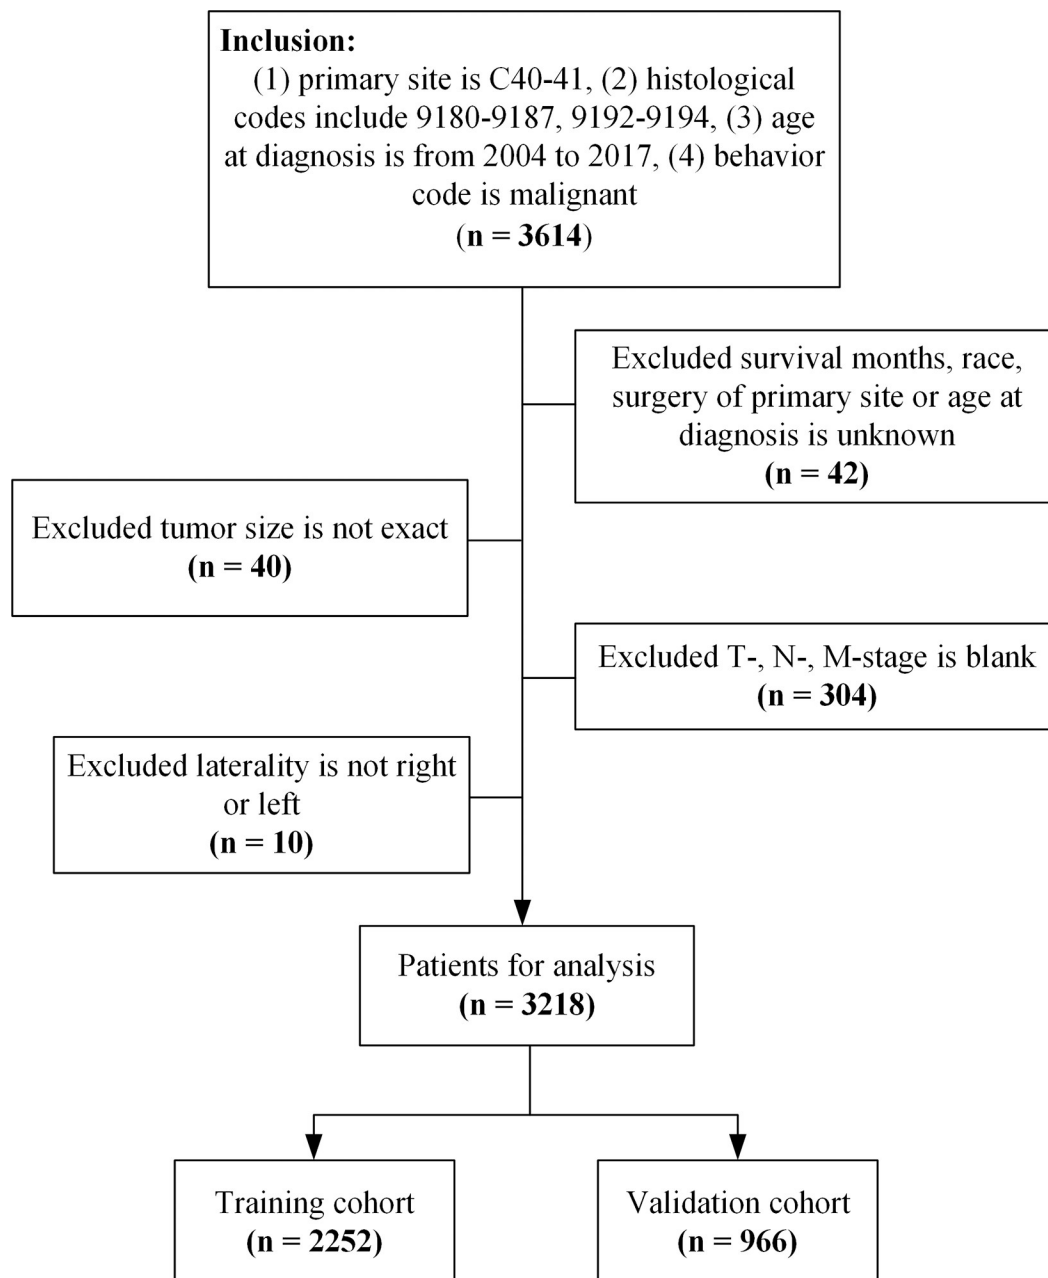 Inclusion:
(1) primary site is C40-41, (2) histological
codes include 9180-9187, 9192-9194, (3) age
at diagnosis is from 2004 to 2017, (4) behavior
code is malignant
(n = 3614)
Excluded survival months, race,
surgery of primary site or age at
diagnosis is unknown
(n = 42)
Excluded tumor size is not exact
(n = 40)
Excluded T-, N-, M-stage is blank
(n = 304)
Excluded laterality is not right
or left
(n = 10)
Patients for analysis
(n = 3218)
Training cohort
(n = 2252)
Validation cohort
(n = 966)